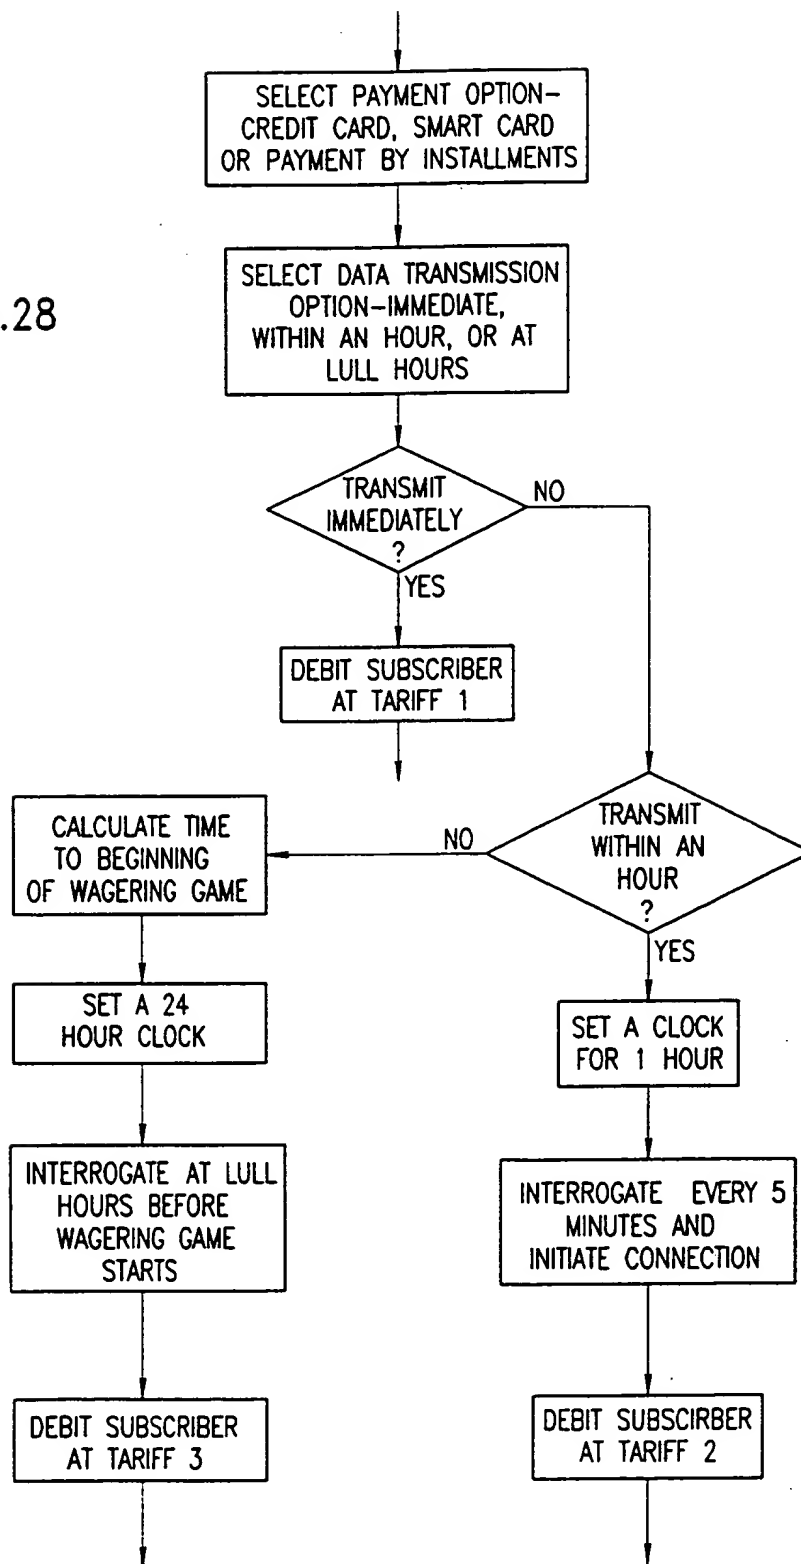 SELECT PAYMENT OPTION-
CREDIT CARD, SMART CARD
OR PAYMENT BY INSTALLMENTS
SELECT DATA TRANSMISSION
OPTION-IMMEDIATE,
WITHIN AN HOUR, OR AT
LULL HOURS
.28
TRANSMIT
IMMEDIATELY
?
NO
YES
DEBIT SUBSCRIBER
AT TARIFF 1
TRANSMIT
WITHIN AN
HOUR
?
NO
YES
CALCULATE TIME
TO BEGINNING
OF WAGERING GAME
SET A 24
HOUR CLOCK
SET A CLOCK
FOR 1 HOUR
INTERROGATE AT LULL
HOURS BEFORE
WAGERING GAME
STARTS
INTERROGATE EVERY 5
MINUTES AND
INITIATE CONNECTION
DEBIT SUBSCRIBER
AT TARIFF 3
DEBIT SUBSCIRBER
AT TARIFF 2